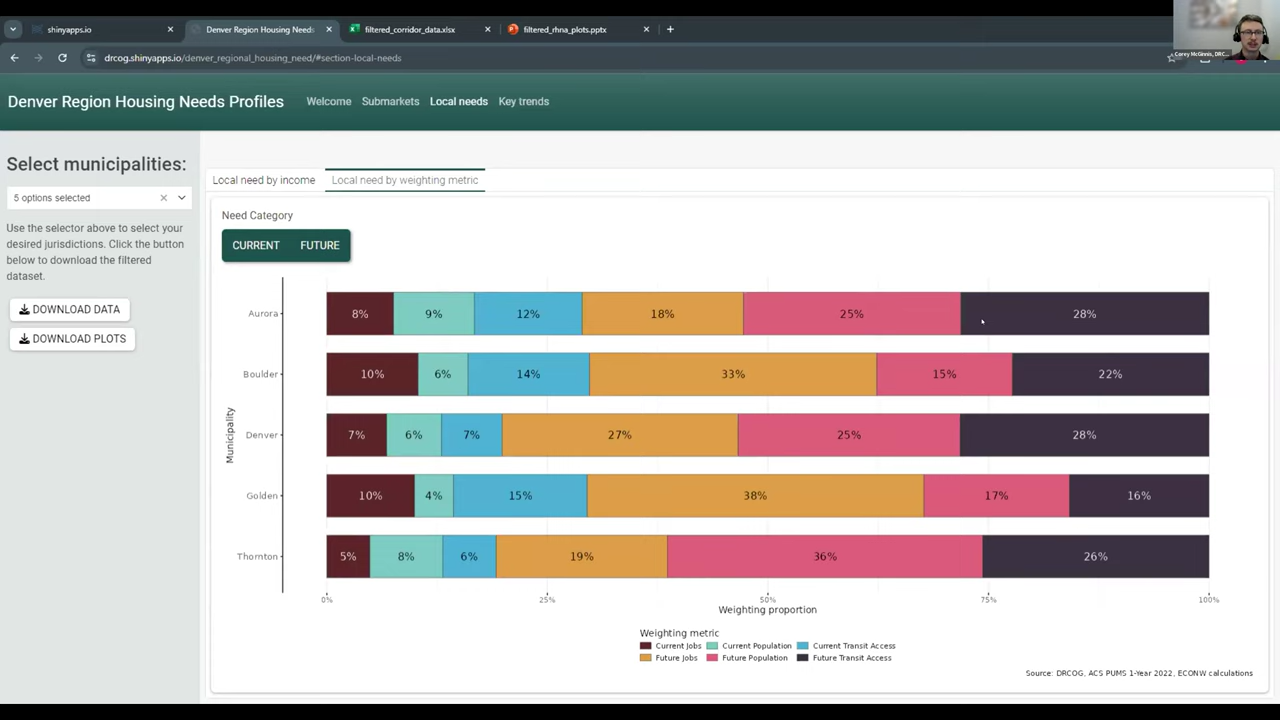 shinyapps.io
Denver Region Housing Needs
filtered_corridor_data.xlsx
filtered_rhna_plots.pptx
drcog.shinyapps.io/denver_regional_housing_need/#section-local-needs
Corey McGinnis, DRC...
Denver Region Housing Needs Profiles
Welcome
Submarkets
Local needs
Key trends
Select municipalities:
5 options selected
Use the selector above to select your
desired jurisdictions. Click the button
below to download the filtered
dataset.
DOWNLOAD DATA
DOWNLOAD PLOTS
Local need by income
Local need by weighting metric
Need Category
CURRENT
FUTURE
Municipality
Aurora 8% 9% 12% 18% 25% 28%
Boulder 10% 6% 14% 33% 15% 22%
Denver 7% 6% 7% 27% 25% 28%
Golden 10% 4% 15% 38% 17% 16%
Thornton 5% 8% 6% 19% 36% 26%
0% 25% 50% 75% 100%
Weighting proportion
Weighting metric
Current Jobs Current Population Current Transit Access
Future Jobs Future Population Future Transit Access
Source: DRCOG, ACS PUMS 1-Year 2022, ECONW calculations